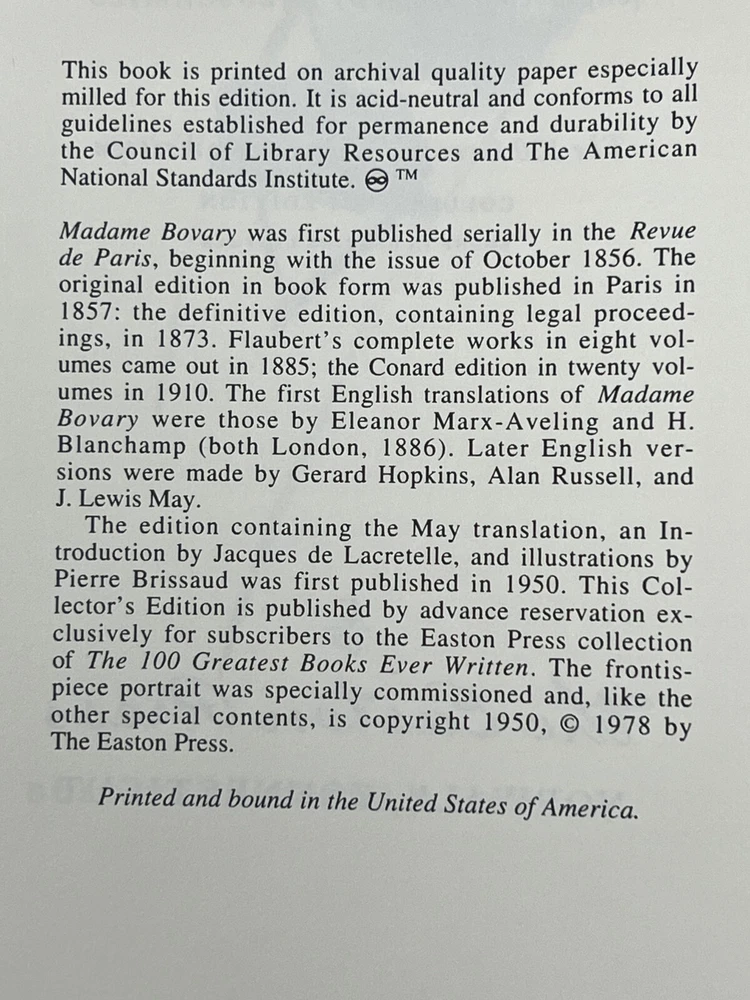 This book is printed on archival quality paper especially
milled for this edition. It is acid-neutral and conforms to all
guidelines established for permanence and durability by
the Council of Library Resources and The American
National Standards Institute. ♾ ™
Madame Bovary was first published serially in the Revue
de Paris, beginning with the issue of October 1856. The
original edition in book form was published in Paris in
1857: the definitive edition, containing legal proceed-
ings, in 1873. Flaubert's complete works in eight vol-
umes came out in 1885; the Conard edition in twenty vol-
umes in 1910. The first English translations of Madame
Bovary were those by Eleanor Marx-Aveling and H.
Blanchamp (both London, 1886). Later English ver-
sions were made by Gerard Hopkins, Alan Russell, and
J. Lewis May.
The edition containing the May translation, an In-
troduction by Jacques de Lacretelle, and illustrations by
Pierre Brissaud was first published in 1950. This Col-
lector's Edition is published by advance reservation ex-
clusively for subscribers to the Easton Press collection
of The 100 Greatest Books Ever Written. The frontis-
piece portrait was specially commissioned and, like the
other special contents, is copyright 1950, © 1978 by
The Easton Press.
Printed and bound in the United States of America.